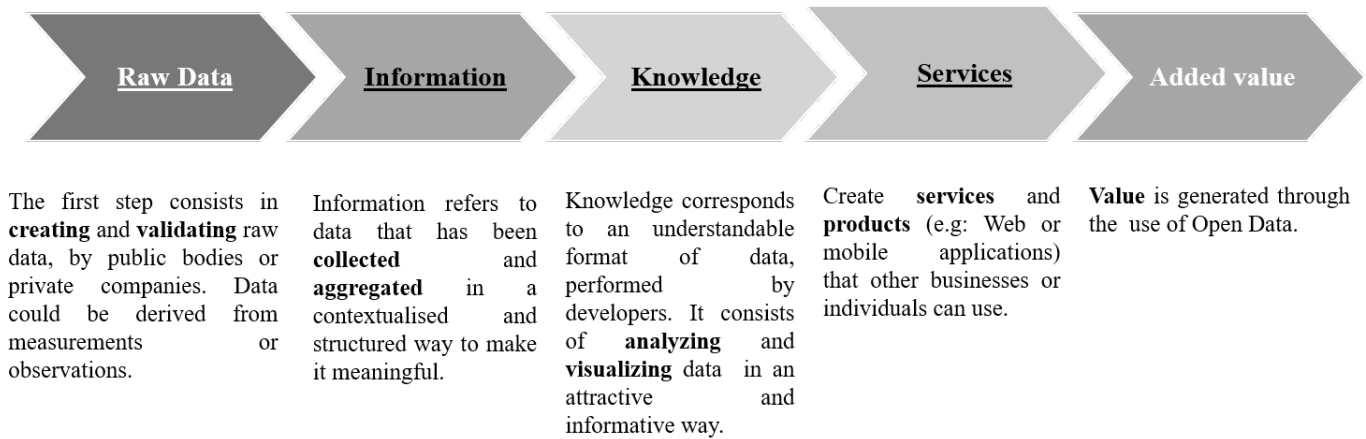 Raw Data
Information
Knowledge
Services
Added value
The first step consists in
creating and validating raw
data, by public bodies or
private companies. Data
could be derived from
measurements or
observations.
Information refers to
data that has been
collected and
aggregated in a
contextualised and
structured way to make
it meaningful.
Knowledge corresponds
to an understandable
format of data,
performed by
developers. It consists
of analyzing and
visualizing data in an
attractive and
informative way.
Create services and
products (e.g: Web or
mobile applications)
that other businesses or
individuals can use.
Value is generated through
the use of Open Data.